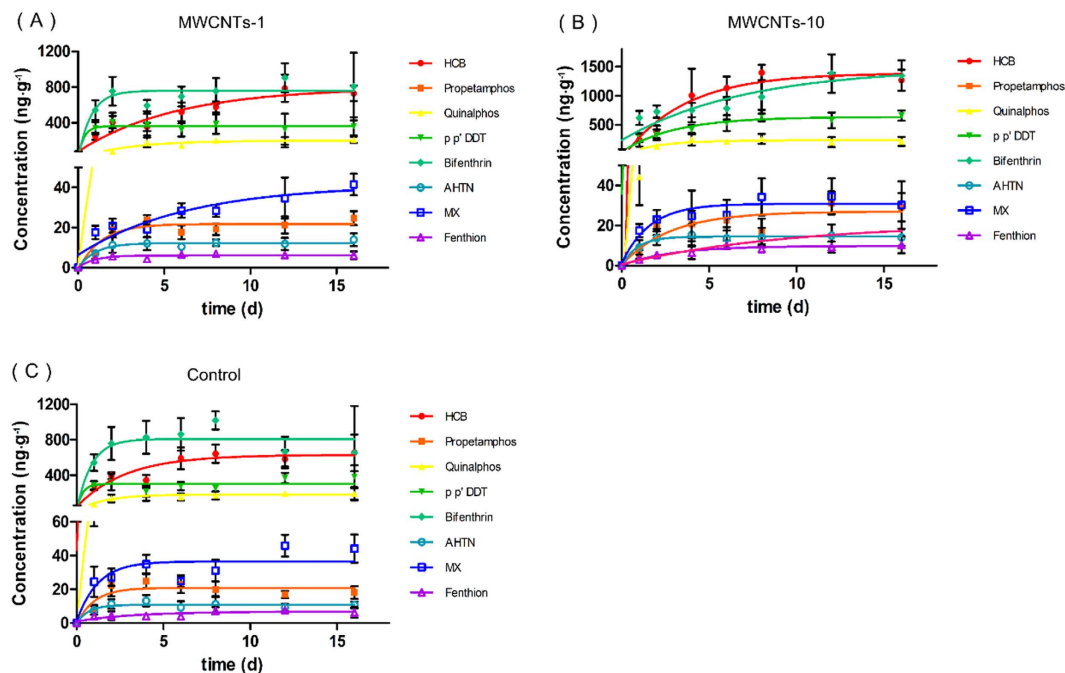 ( A )
MWCNTs-1
Concentration (ng·g⁻¹)
1200
800
400
40
20
0
0 5 10 15
time (d)
HCB
Propetamphos
Quinalphos
p p' DDT
Bifenthrin
AHTN
MX
Fenthion
( B )
MWCNTs-10
Concentration (ng·g⁻¹)
1500
1000
500
40
20
0
0 5 10 15
time (d)
HCB
Propetamphos
Quinalphos
p p' DDT
Bifenthrin
AHTN
MX
Fenthion
( C )
Control
Concentration (ng·g⁻¹)
1200
800
400
60
40
20
0
0 5 10 15
time (d)
HCB
Propetamphos
Quinalphos
p p' DDT
Bifenthrin
AHTN
MX
Fenthion